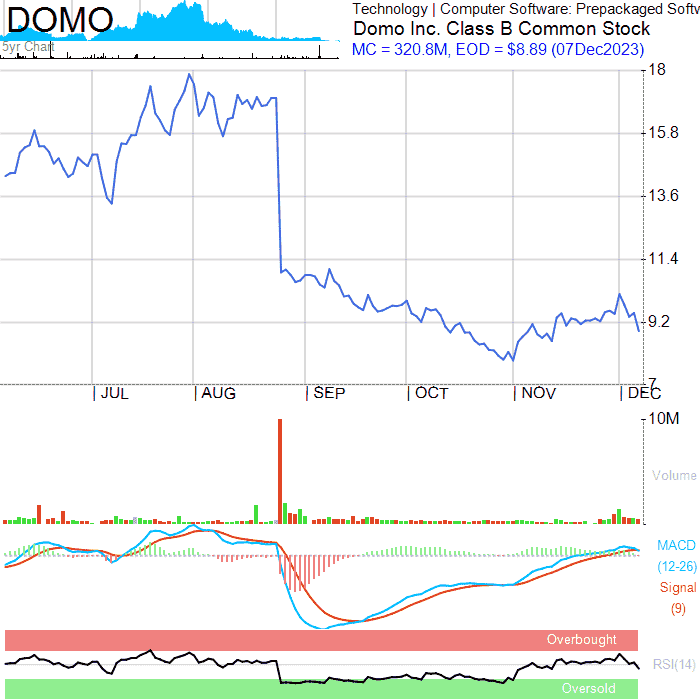 DOMO
5yr Chart
Technology | Computer Software: Prepackaged Softw
Domo Inc. Class B Common Stock
MC = 320.8M, EOD = $8.89 (07Dec2023)
18
15.8
13.6
11.4
9.2
7
JUL AUG SEP OCT NOV DEC
10M
Volume
MACD
(12-26)
Signal
(9)
Overbought
RSI(14)
Oversold